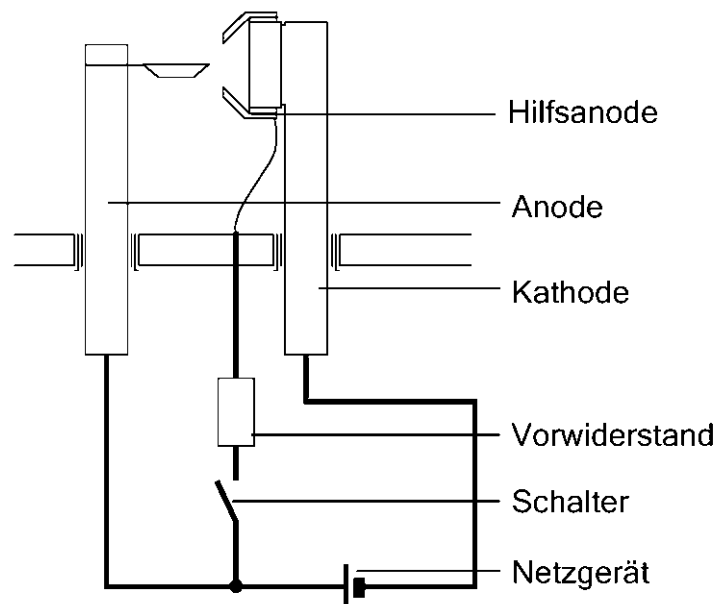 Hilfsanode
Anode
Kathode
Vorwiderstand
Schalter
Netzgerät